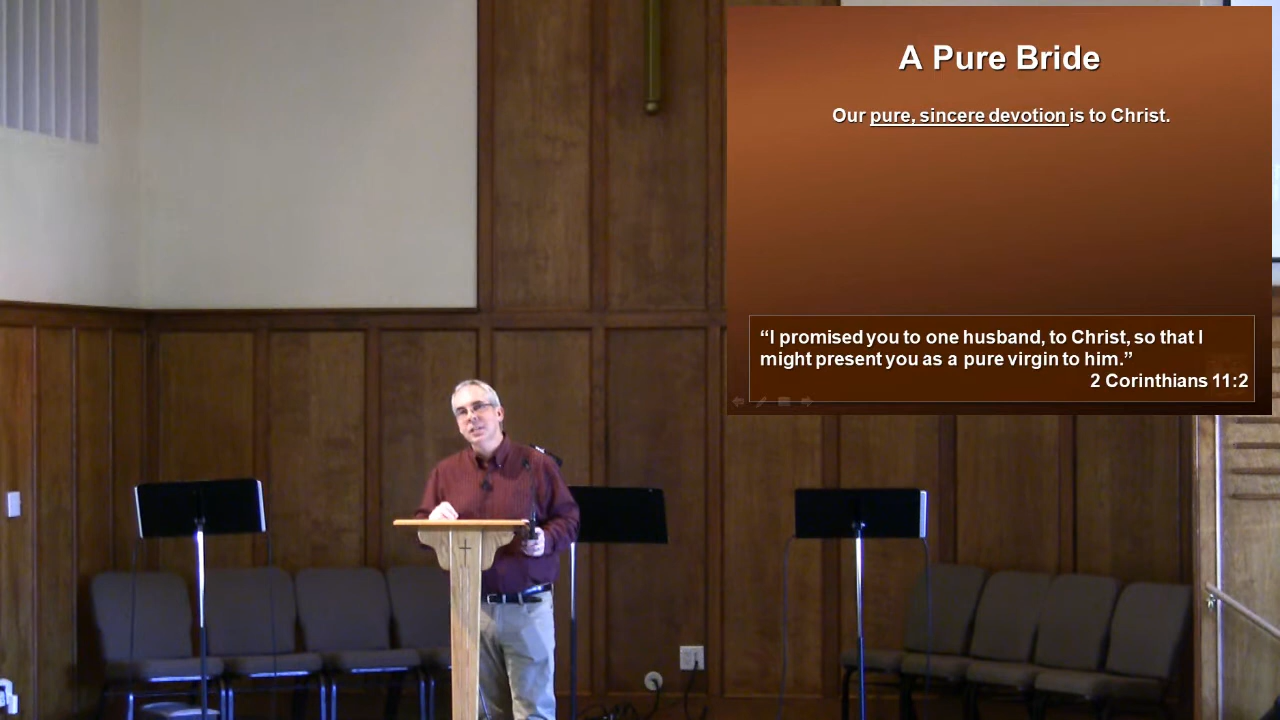 A Pure Bride
Our pure, sincere devotion is to Christ.
“I promised you to one husband, to Christ, so that I
might present you as a pure virgin to him.”
2 Corinthians 11:2